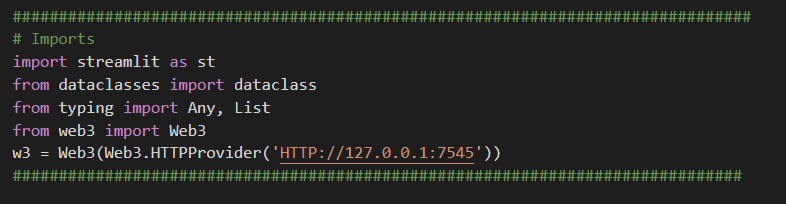 ################################################################################
# Imports
import streamlit as st
from dataclasses import dataclass
from typing import Any, List
from web3 import Web3
w3 = Web3(Web3.HTTPProvider('HTTP://127.0.0.1:7545'))
###############################################################################